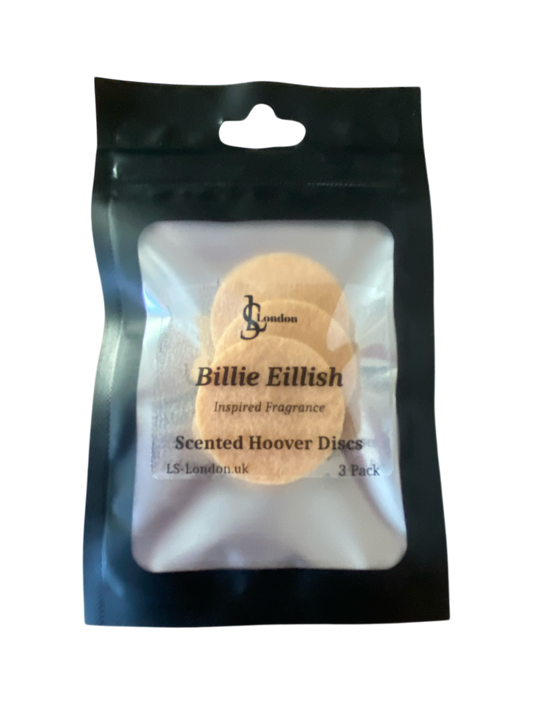 LS London
Billie Eillish
Inspired Fragrance
Scented Hoover Discs
LS-London.uk 3 Pack